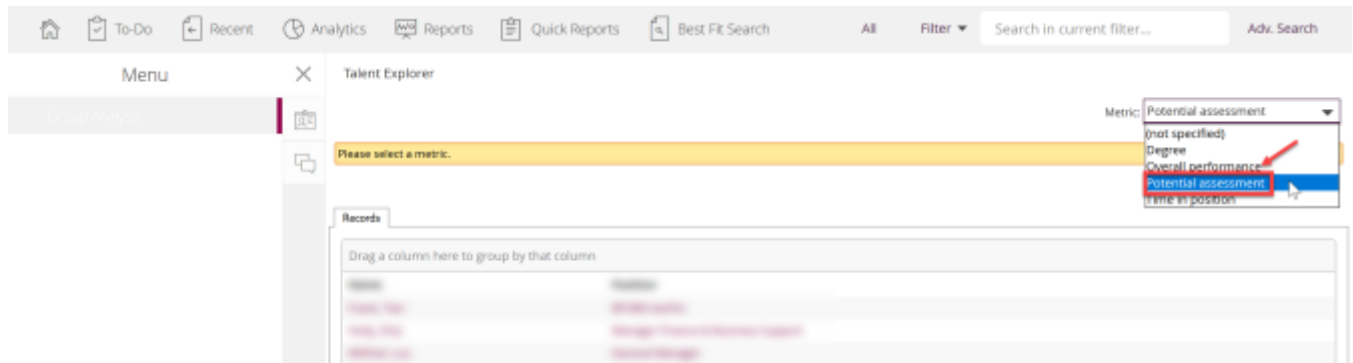 To-Do Recent Analytics Reports Quick Reports Best Fit Search All Filter Search in current filter... Adv. Search
Menu
Talent Explorer
Group Analysis
Metric: Potential assessment
(not specified)
Degree
Overall performance
Potential assessment
Time in position
Please select a metric.
Records
Drag a column here to group by that column